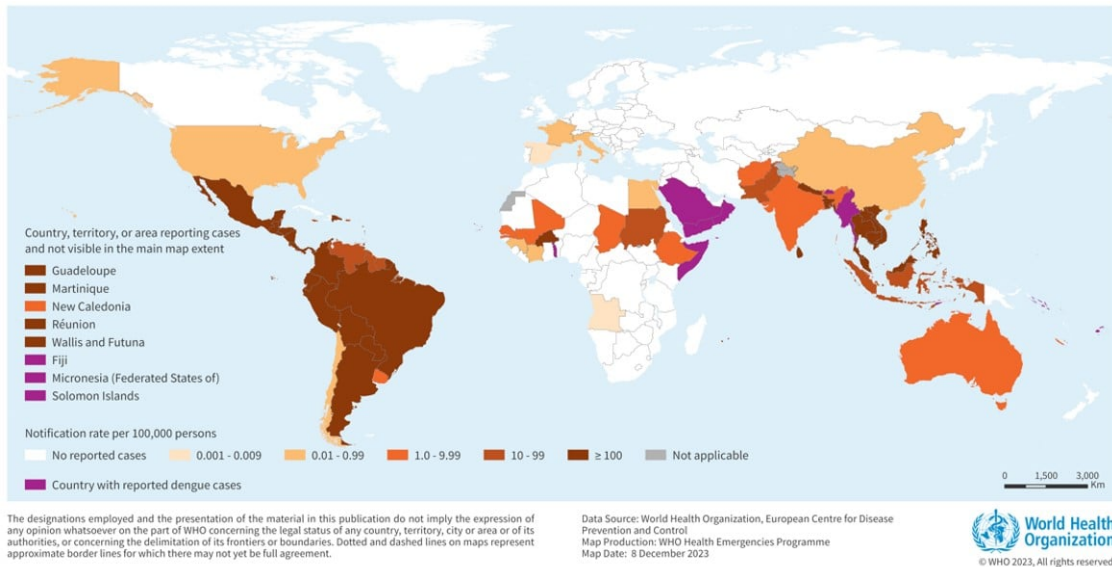 Country, territory, or area reporting cases
and not visible in the main map extent
Guadeloupe
Martinique
New Caledonia
Réunion
Wallis and Futuna
Fiji
Micronesia (Federated States of)
Solomon Islands
Notification rate per 100,000 persons
No reported cases
0.001 - 0.009
0.01 - 0.99
1.0 - 9.99
10 - 99
≥ 100
Not applicable
Country with reported dengue cases
0 1,500 3,000
Km
The designations employed and the presentation of the material in this publication do not imply the expression of
any opinion whatsoever on the part of WHO concerning the legal status of any country, territory, city or area or of its
authorities, or concerning the delimitation of its frontiers or boundaries. Dotted and dashed lines on maps represent
approximate border lines for which there may not yet be full agreement.
Data Source: World Health Organization, European Centre for Disease
Prevention and Control
Map Production: WHO Health Emergencies Programme
Map Date: 8 December 2023
World Health
Organization
© WHO 2023, All rights reserved